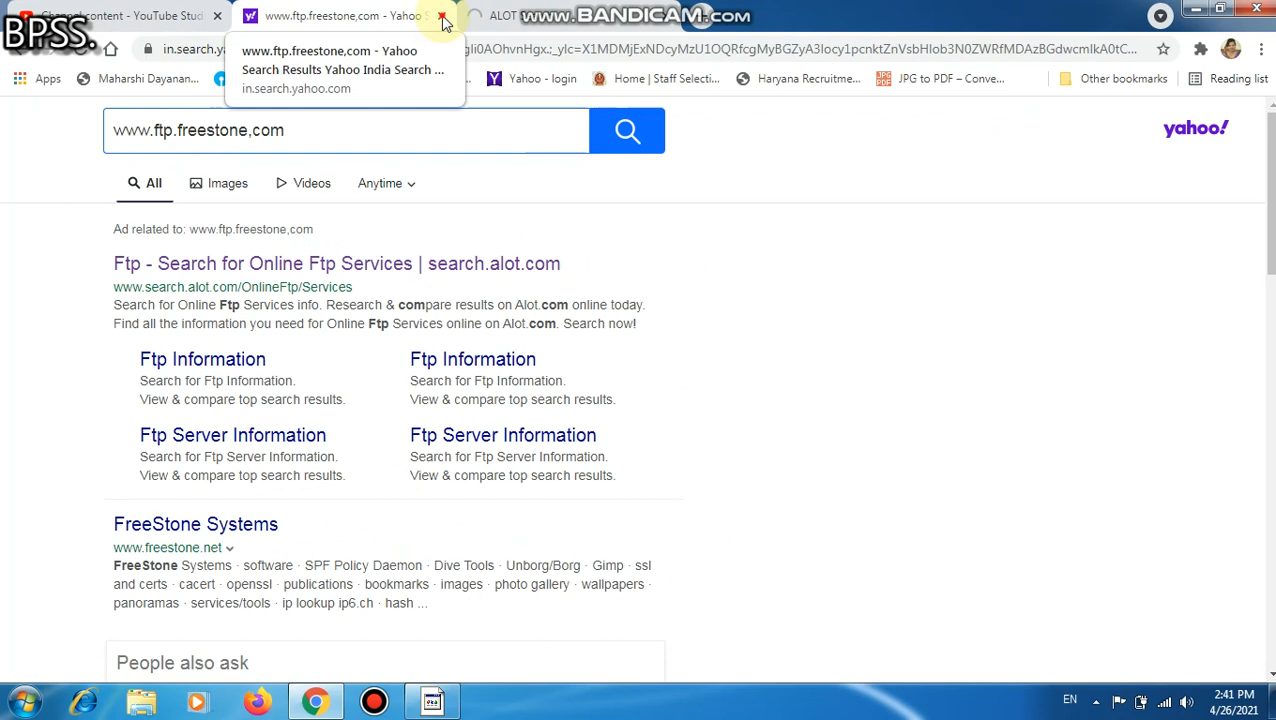 Channel content - YouTube Stud
www.ftp.freestone,com - Yahoo S
ALOT
www.BANDICAM.com
BPSS.
in.search.y
gli0AOhvnHgx.;_ylc=X1MDMjExNDcyMzU1OQRfcgMyBGZyA3locy1pcnktZnVsbHlob3N0ZWRfMDAzBGdwcmlkA0tC...
www.ftp.freestone,com - Yahoo
Search Results Yahoo India Search ...
in.search.yahoo.com
Apps
Maharshi Dayanan...
Yahoo - login
Home | Staff Selecti...
Haryana Recruitme...
JPG to PDF – Conve...
Other bookmarks
Reading list
www.ftp.freestone,com
yahoo!
All
Images
Videos
Anytime
Ad related to: www.ftp.freestone,com
Ftp - Search for Online Ftp Services | search.alot.com
www.search.alot.com/OnlineFtp/Services
Search for Online Ftp Services info. Research & compare results on Alot.com online today.
Find all the information you need for Online Ftp Services online on Alot.com. Search now!
Ftp Information
Ftp Information
Search for Ftp Information.
Search for Ftp Information.
View & compare top search results.
View & compare top search results.
Ftp Server Information
Ftp Server Information
Search for Ftp Server Information.
Search for Ftp Server Information.
View & compare top search results.
View & compare top search results.
FreeStone Systems
www.freestone.net
FreeStone Systems · software · SPF Policy Daemon · Dive Tools · Unborg/Borg · Gimp · ssl
and certs · cacert · openssl · publications · bookmarks · images · photo gallery · wallpapers ·
panoramas · services/tools · ip lookup ip6.ch · hash ...
People also ask
EN
2:41 PM
4/26/2021